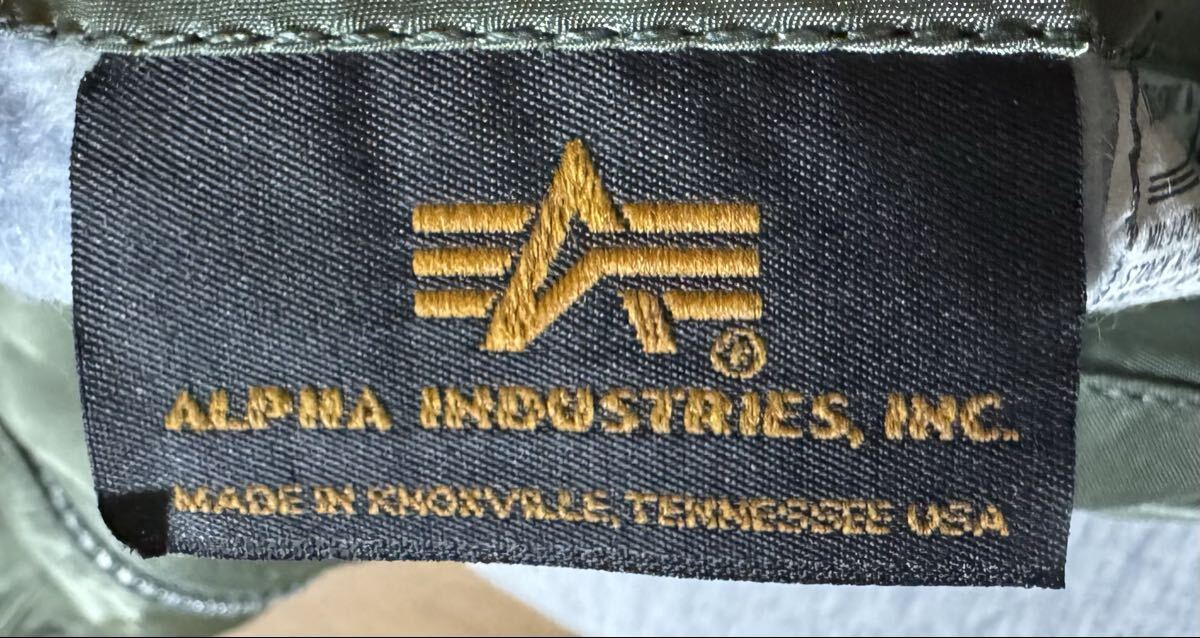 ALPHA INDUSTRIES, INC.
MADE IN KNOXVILLE, TENNESSEE USA